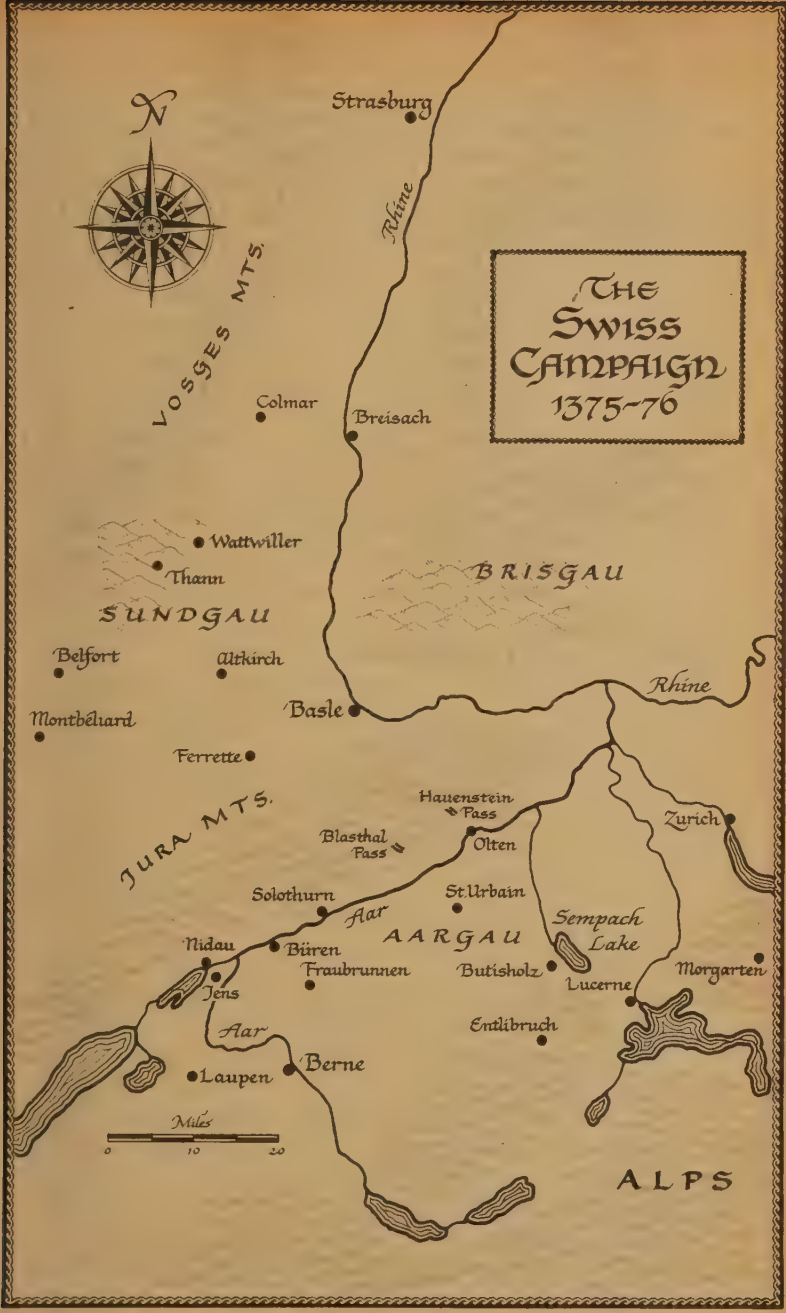 N
Strasburg
Rhine
VOSGES MTS.
THE
SWISS
CAMPAIGN
1375-76
Colmar
Breisach
Wattwiller
Thann
BRISGAU
SUNDGAU
Belfort
Altkirch
Rhine
Basle
Montbéliard
Ferrette
JURA MTS.
Hauenstein
Pass
Zurich
Blasthal
Pass
Olten
Solothurn
Aar
St. Urbain
Sempach
Lake
AARGAU
Nidau
Büren
Fraubrunnen
Butisholz
Morgarten
Jens
Lucerne
Entlibruch
Aar
Berne
Laupen
Miles
0 10 20
ALPS